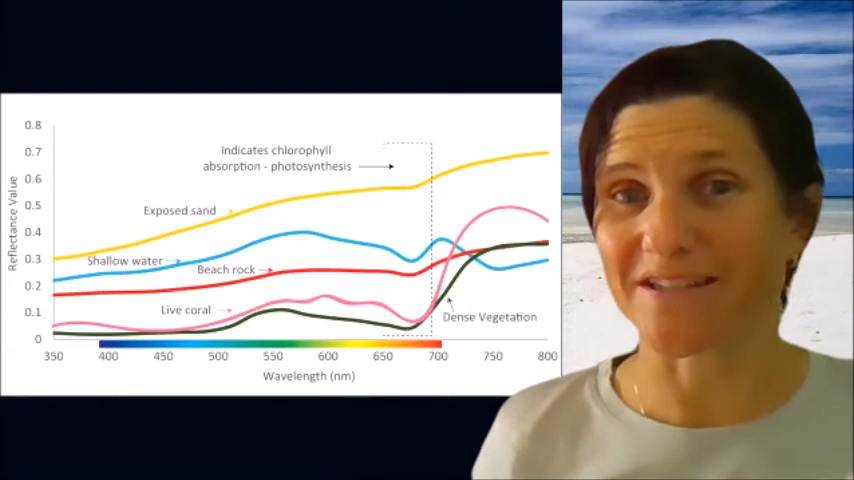 0.8
0.7
0.6
0.5
0.4
0.3
0.2
0.1
0
Reflectance Value
Indicates chlorophyll
absorption - photosynthesis
Exposed sand
Shallow water
Beach rock
Live coral
Dense Vegetation
350 400 450 500 550 600 650 700 750 800
Wavelength (nm)